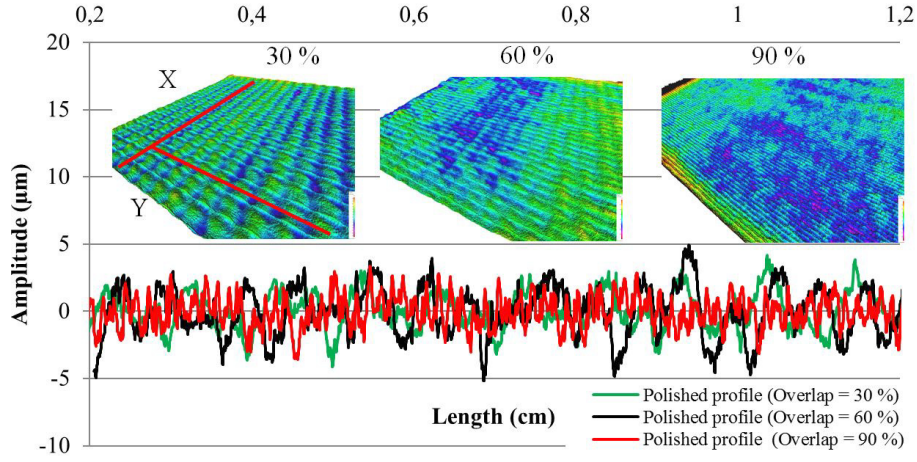 0,2 0,4 0,6 0,8 1 1,2
20
30 % 60 % 90 %
X
15
10
Y
5
0
-5
-10
Amplitude (μm)
Length (cm)
Polished profile (Overlap = 30 %)
Polished profile (Overlap = 60 %)
Polished profile (Overlap = 90 %)